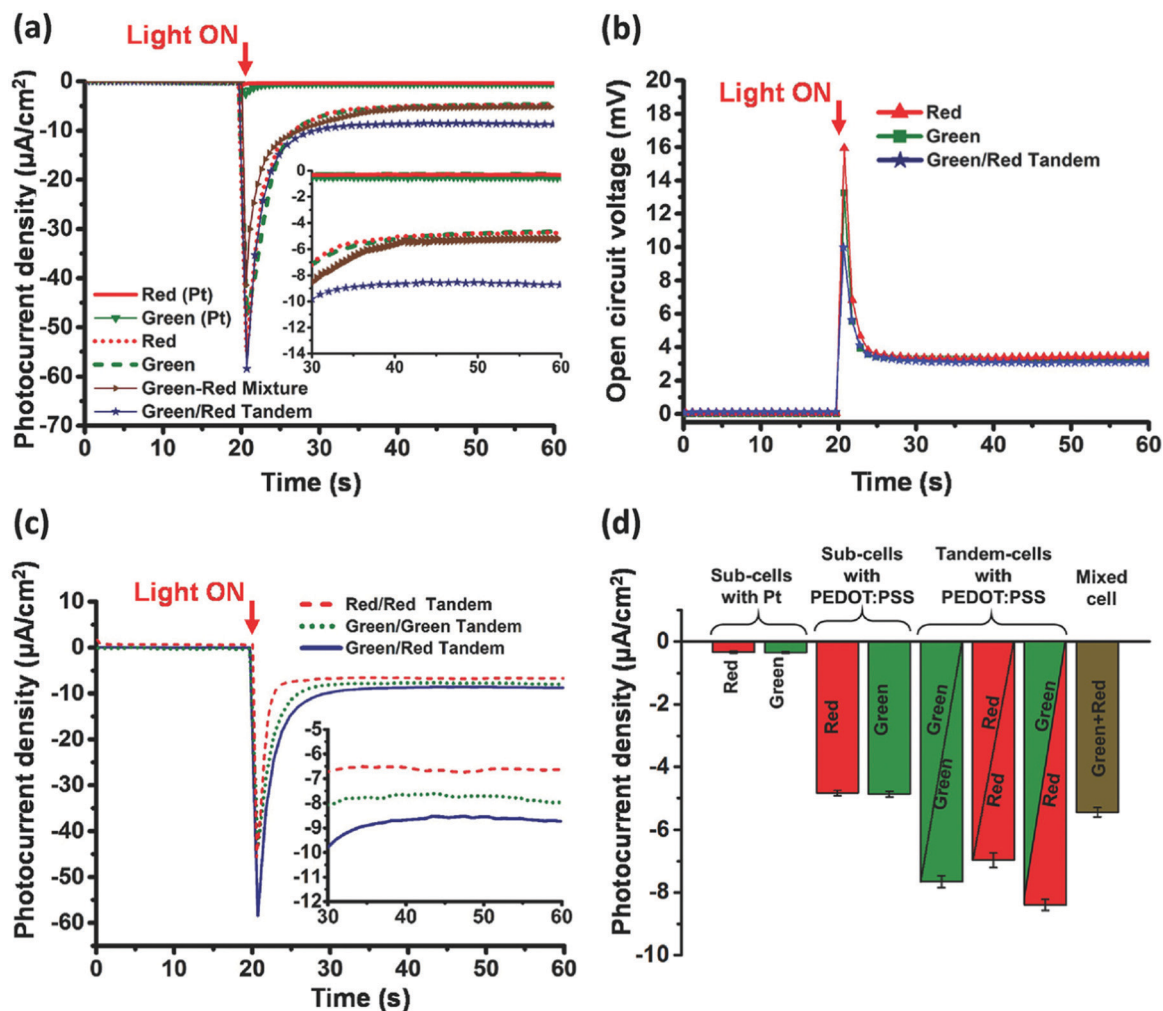 (a)
Light ON
0
-10
-20
-30
-40
-50
-60
-70
Photocurrent density (µA/cm2)
0 10 20 30 40 50 60
Time (s)
Red (Pt)
Green (Pt)
Red
Green
Green-Red Mixture
Green/Red Tandem
0
-2
-4
-6
-8
-10
-12
-14
30 40 50 60
(b)
Light ON
20
18
16
14
12
10
8
6
4
2
0
Open circuit voltage (mV)
0 10 20 30 40 50 60
Time (s)
Red
Green
Green/Red Tandem
(c)
Light ON
10
0
-10
-20
-30
-40
-50
-60
Photocurrent density (µA/cm²)
0 10 20 30 40 50 60
Time (s)
Red/Red Tandem
Green/Green Tandem
Green/Red Tandem
-5
-6
-7
-8
-9
-10
-11
-12
30 40 50 60
(d)
Sub-cells
with Pt
Sub-cells
with
PEDOT:PSS
Tandem-cells
with
PEDOT:PSS
Mixed
cell
0
-2
-4
-6
-8
-10
Photocurrent density (µA/cm²)
Red
Green
Red
Green
Green
Green
Red
Red
Green
Red
Green+Red